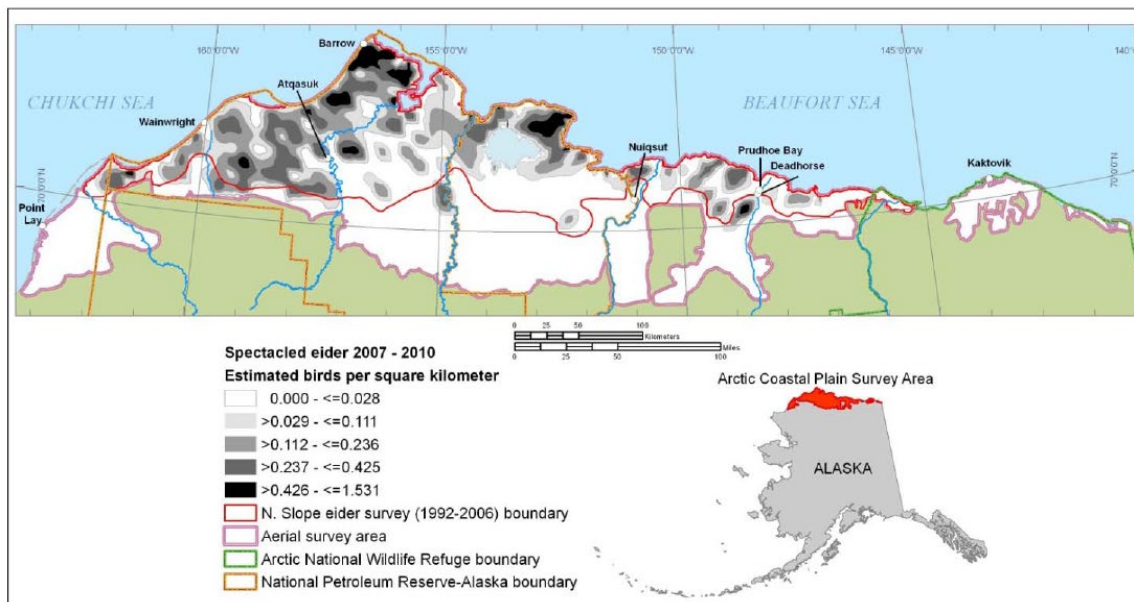 160°0'0"W
155°0'0"W
150°0'0"W
145°0'0"W
140°
Barrow
Atqasuk
CHUKCHI SEA
BEAUFORT SEA
Wainwright
Nuiqsut
Prudhoe Bay
Deadhorse
Kaktovik
70°0'0"N
70°0'0"N
Point
Lay
0 25 50 100
Kilometers
Miles
0 25 50 100
Spectacled eider 2007 - 2010
Estimated birds per square kilometer
0.000 - <=0.028
>0.029 - <=0.111
>0.112 - <=0.236
>0.237 - <=0.425
>0.426 - <=1.531
N. Slope eider survey (1992-2006) boundary
Aerial survey area
Arctic National Wildlife Refuge boundary
National Petroleum Reserve-Alaska boundary
Arctic Coastal Plain Survey Area
ALASKA